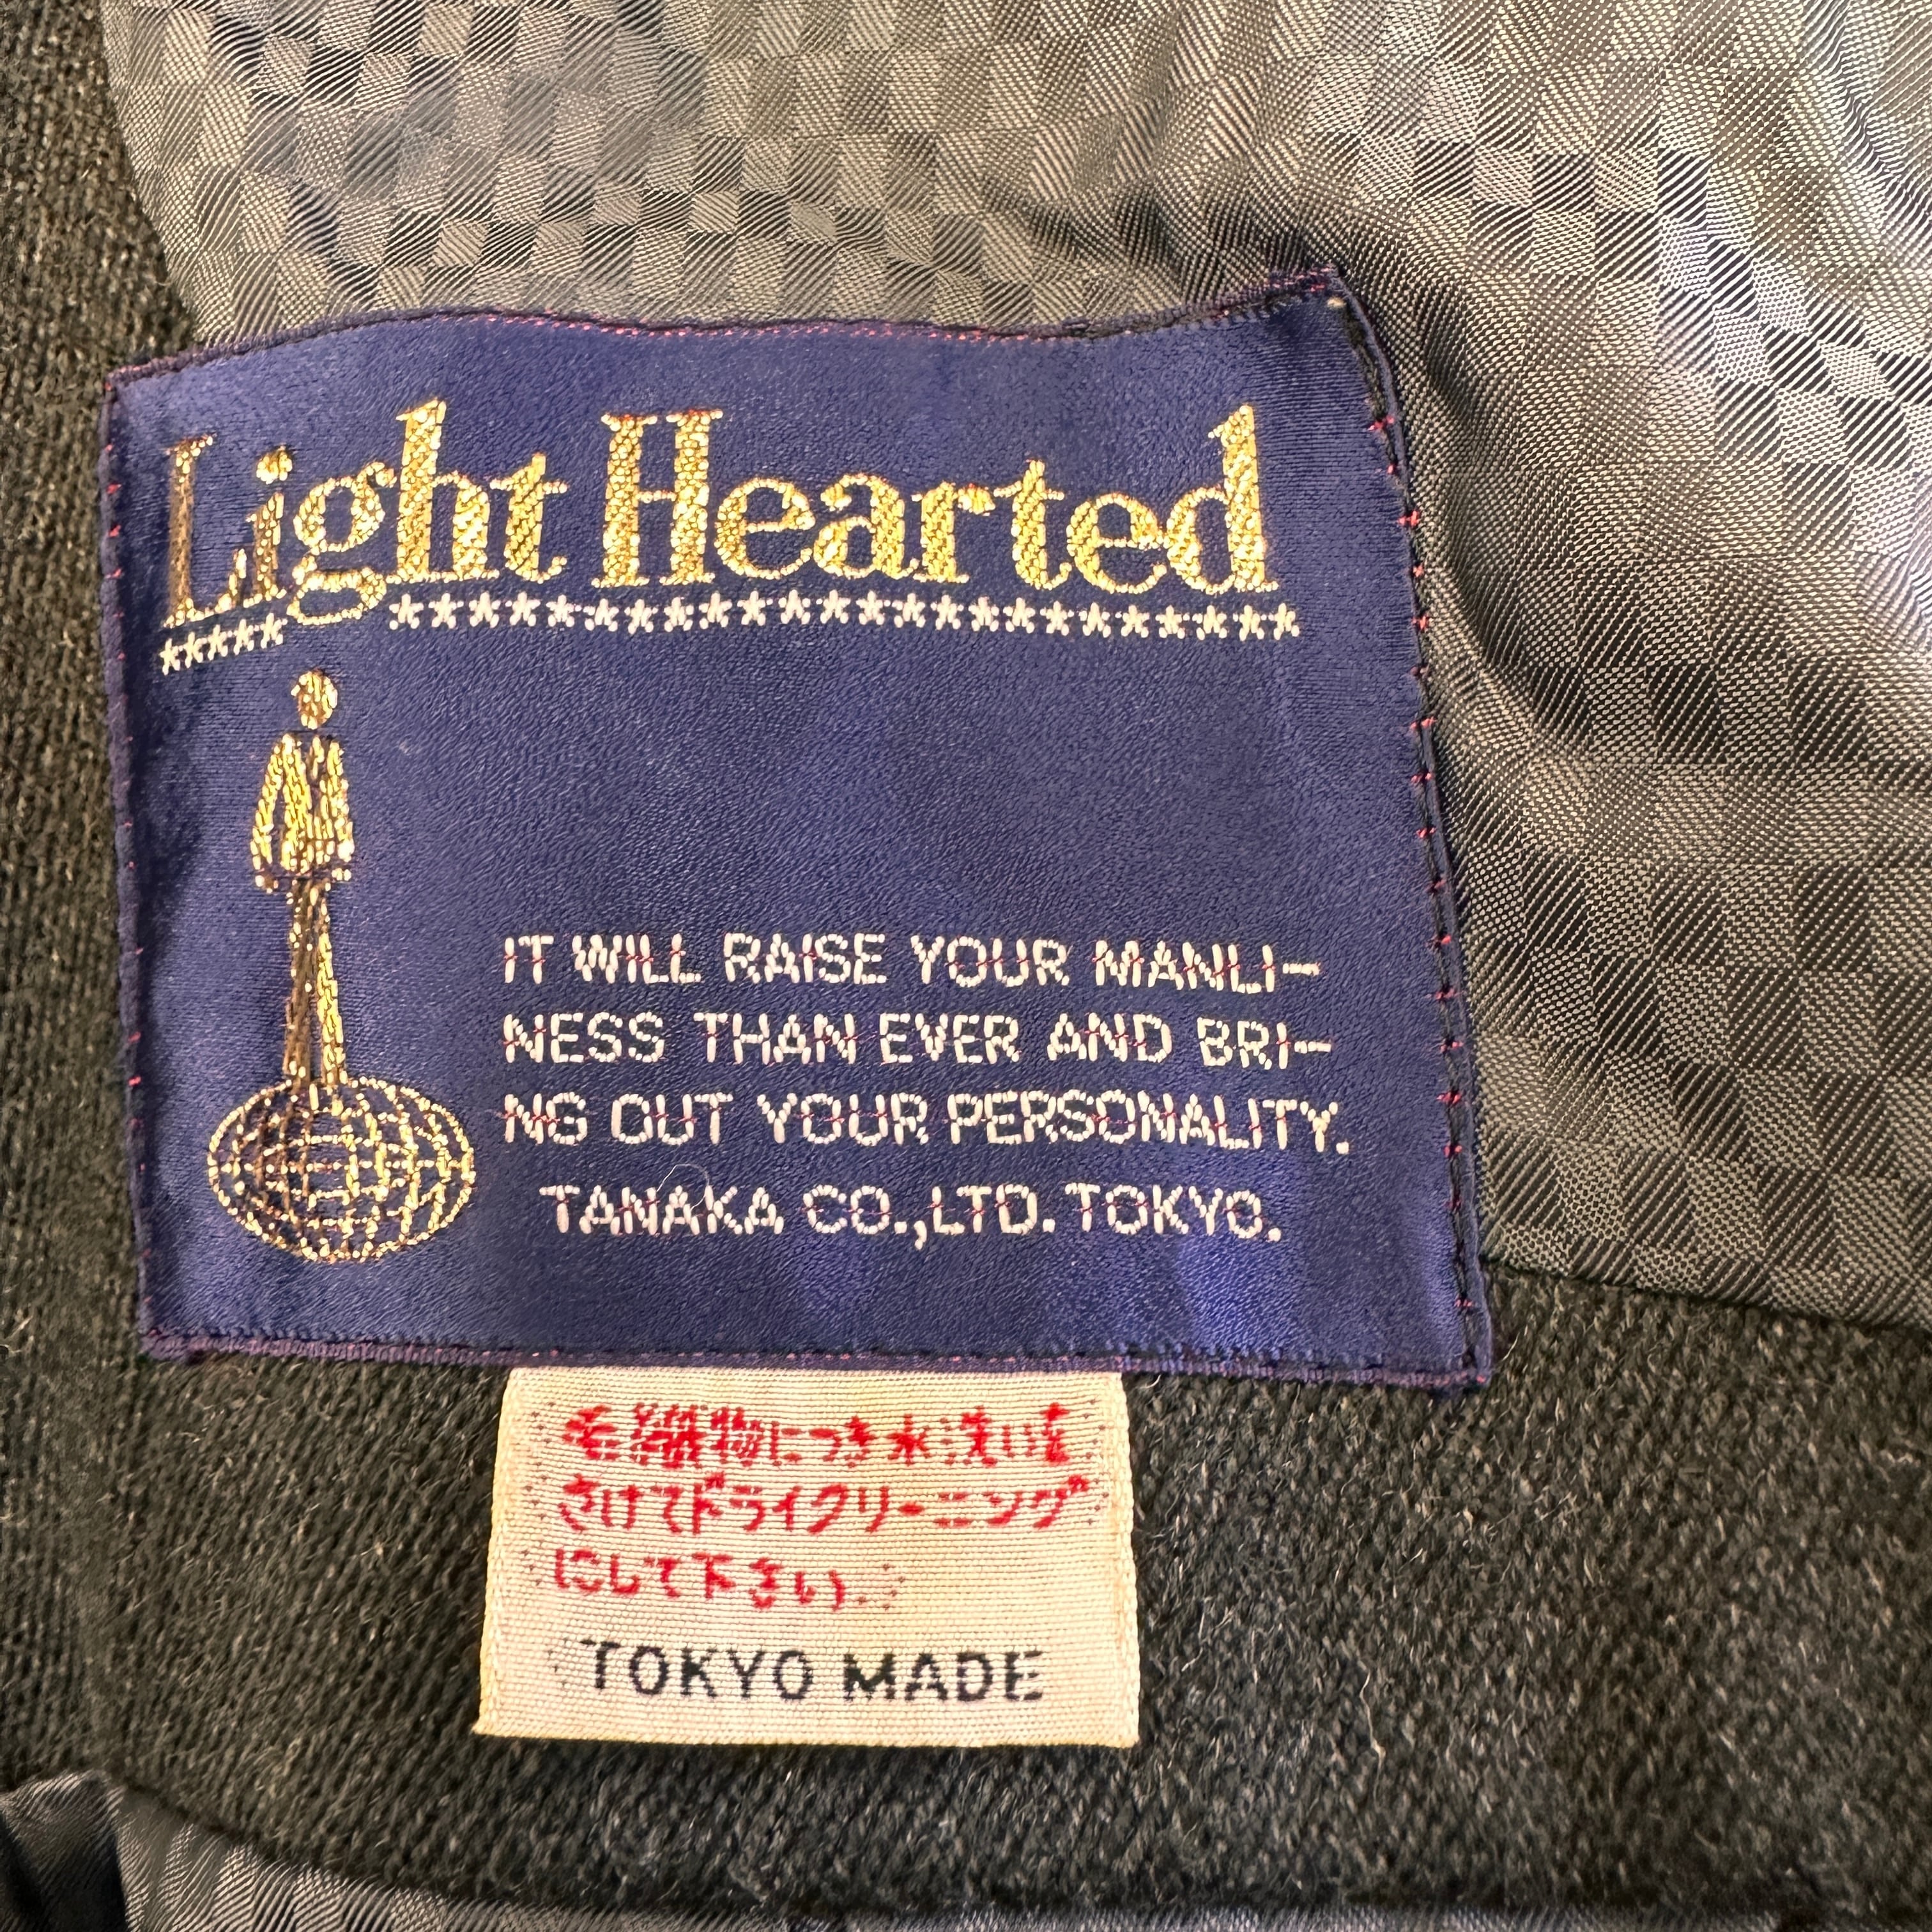 Light Hearted
IT WILL RAISE YOUR MANLI-
NESS THAN EVER AND BRI-
NG OUT YOUR PERSONALITY.
TANAKA CO.,LTD. TOKYO.
毛織物につき水洗いを
さけてドライクリーニング
にして下さい.
TOKYO MADE